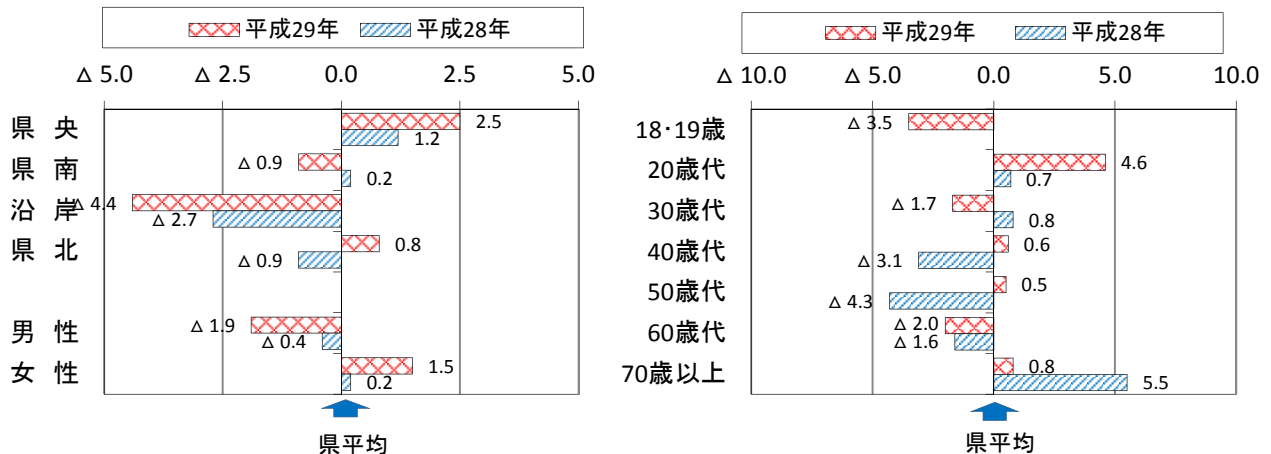 平成29年 平成28年
△ 5.0 △ 2.5 0.0 2.5 5.0
県 央 2.5
1.2
県 南 △ 0.9
0.2
沿 岸 △ 4.4
△ 2.7
県 北 0.8
△ 0.9
男 性 △ 1.9
△ 0.4
女 性 1.5
0.2
県平均
平成29年 平成28年
△ 10.0 △ 5.0 0.0 5.0 10.0
18･19歳 △ 3.5
20歳代 4.6
0.7
30歳代 △ 1.7
0.8
40歳代 0.6
△ 3.1
50歳代 0.5
△ 4.3
60歳代 △ 2.0
△ 1.6
70歳以上 0.8
5.5
県平均